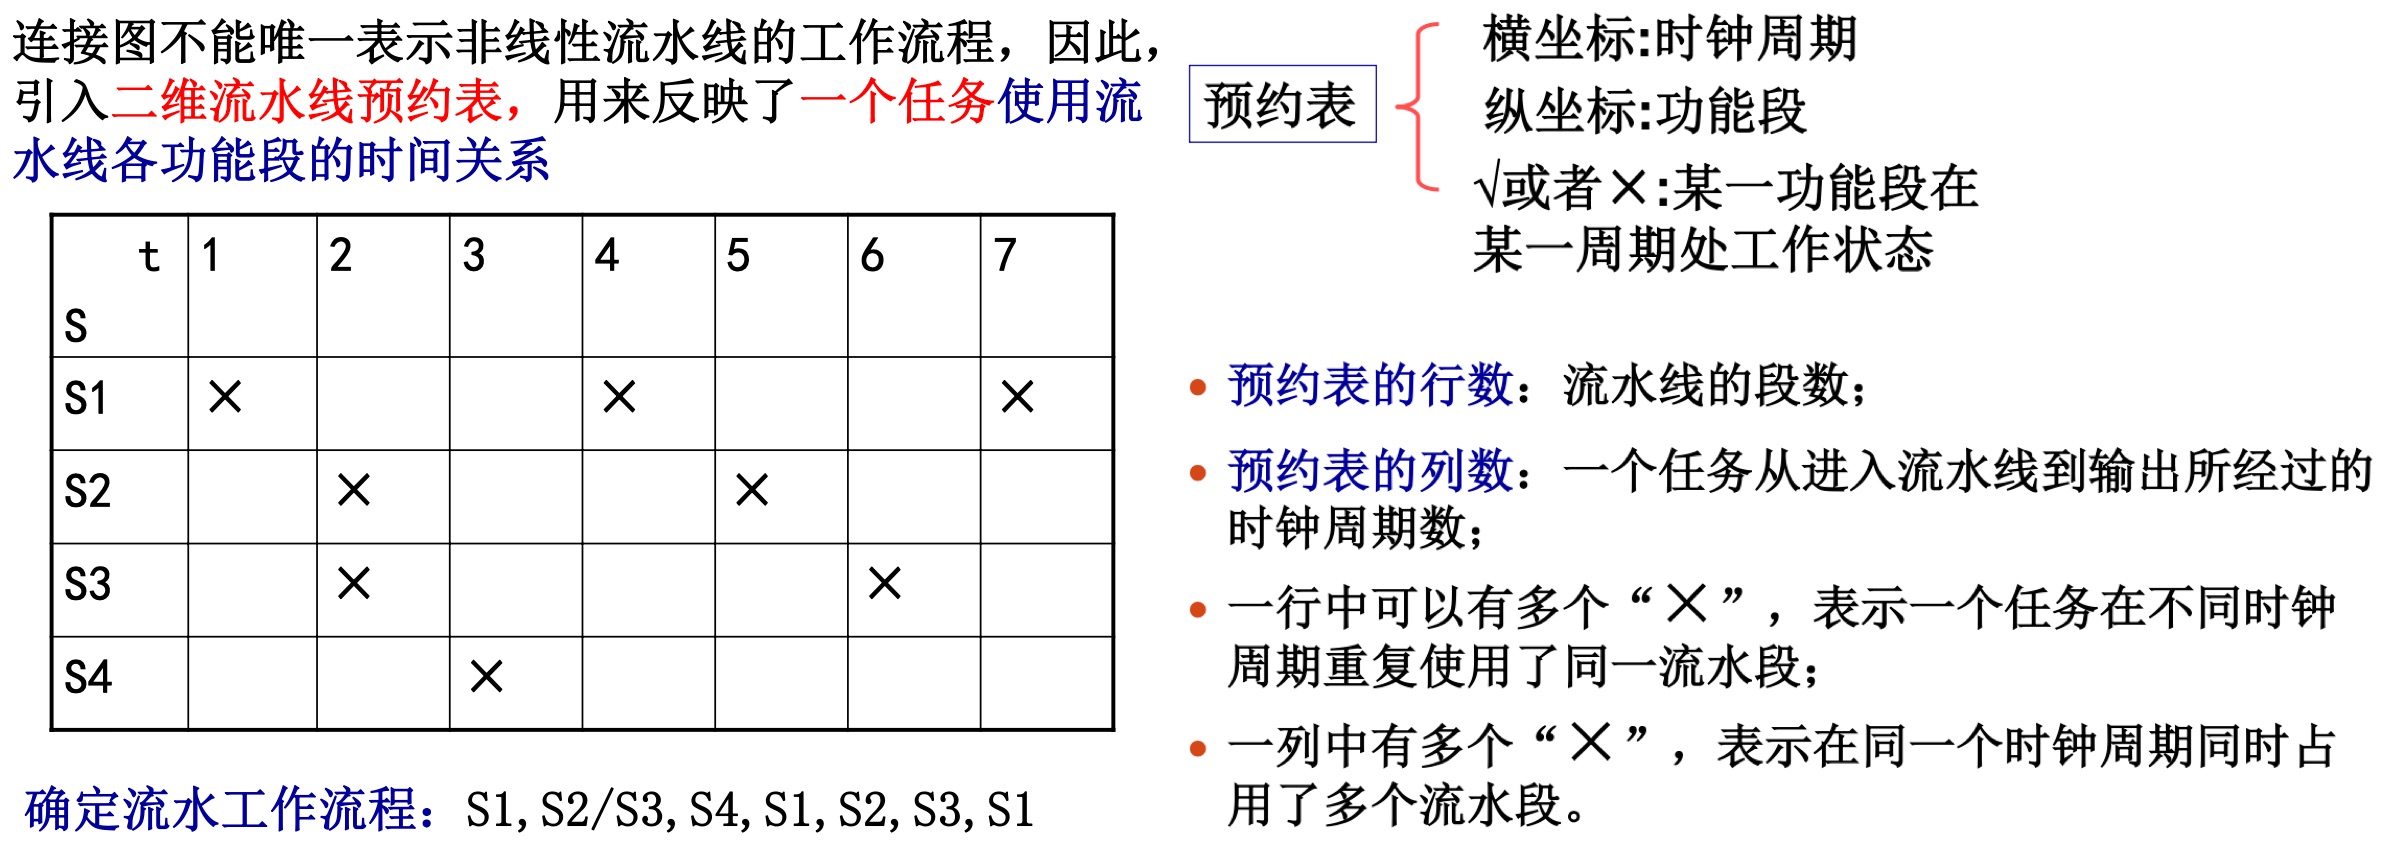 连接图不能唯一表示非线性流水线的工作流程，因此，
引入二维流水线预约表，用来反映了一个任务使用流
水线各功能段的时间关系
t 1 2 3 4 5 6 7
S
S1 × × ×
S2 × ×
S3 × ×
S4 ×
确定流水工作流程：S1,S2/S3,S4,S1,S2,S3,S1
预约表
横坐标:时钟周期
纵坐标:功能段
√或者×:某一功能段在
某一周期处工作状态
• 预约表的行数：流水线的段数；
• 预约表的列数：一个任务从进入流水线到输出所经过的
时钟周期数；
• 一行中可以有多个“×”，表示一个任务在不同时钟
周期重复使用了同一流水段；
• 一列中有多个“×”，表示在同一个时钟周期同时占
用了多个流水段。